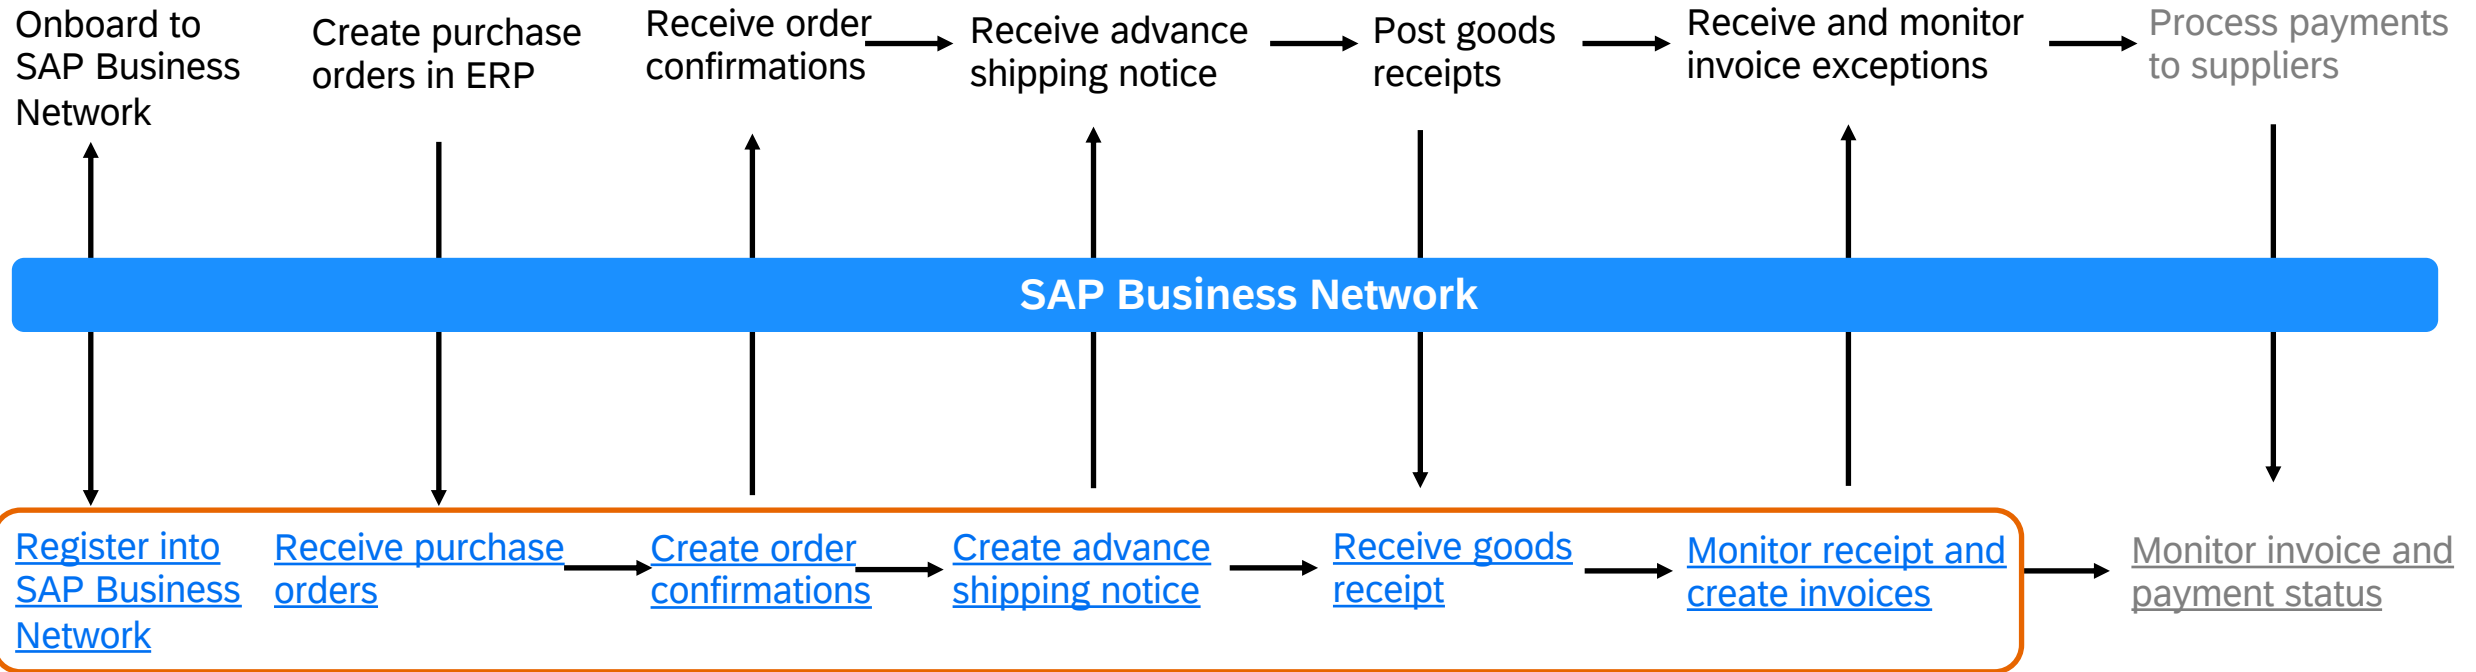 Onboard to
SAP Business
Network
Create purchase
orders in ERP
Receive order
confirmations
Receive advance
shipping notice
Post goods
receipts
Receive and monitor
invoice exceptions
Process payments
to suppliers
SAP Business Network
Register into
SAP Business
Network
Receive purchase
orders
Create order
confirmations
Create advance
shipping notice
Receive goods
receipt
Monitor receipt and
create invoices
Monitor invoice and
payment status